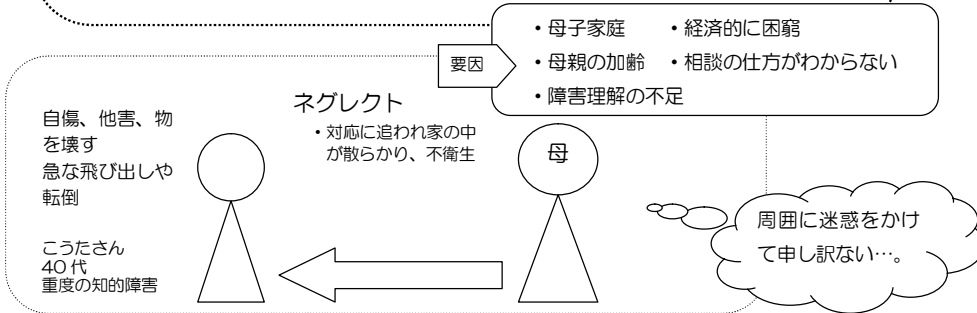 要因
・母子家庭　・経済的に困窮
・母親の加齢　・相談の仕方がわからない
・障害理解の不足
自傷、他害、物
を壊す
急な飛び出しや
転倒
こうたさん
40代
重度の知的障害
ネグレクト
・対応に追われ家の中
が散らかり、不衛生
母
周囲に迷惑をかけ
て申し訳ない…。